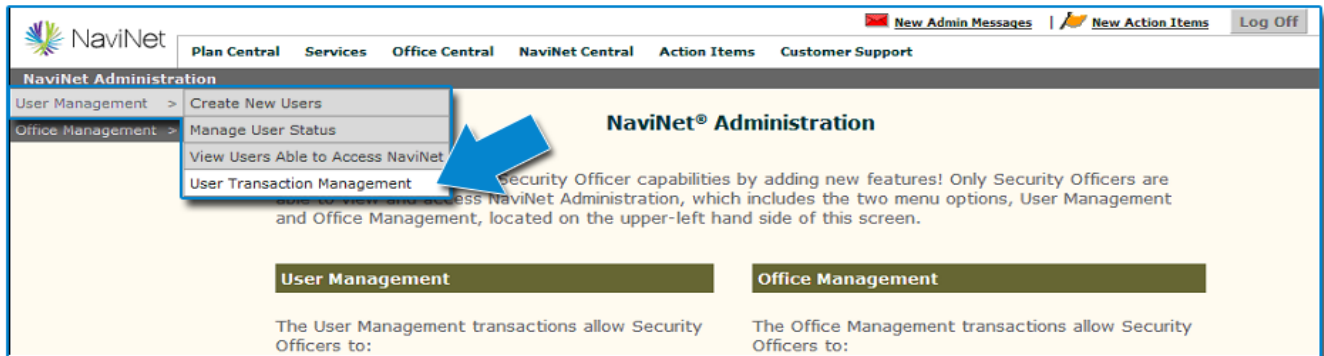 New Admin Messages | New Action Items Log Off
NaviNet
Plan Central Services Office Central NaviNet Central Action Items Customer Support
NaviNet Administration
User Management > Create New Users
Office Management > Manage User Status
View Users Able to Access NaviNet
User Transaction Management
NaviNet® Administration
Security Officer capabilities by adding new features! Only Security Officers are
able to view and access NaviNet Administration, which includes the two menu options, User Management
and Office Management, located on the upper-left hand side of this screen.
User Management
The User Management transactions allow Security
Officers to:
Office Management
The Office Management transactions allow Security
Officers to: